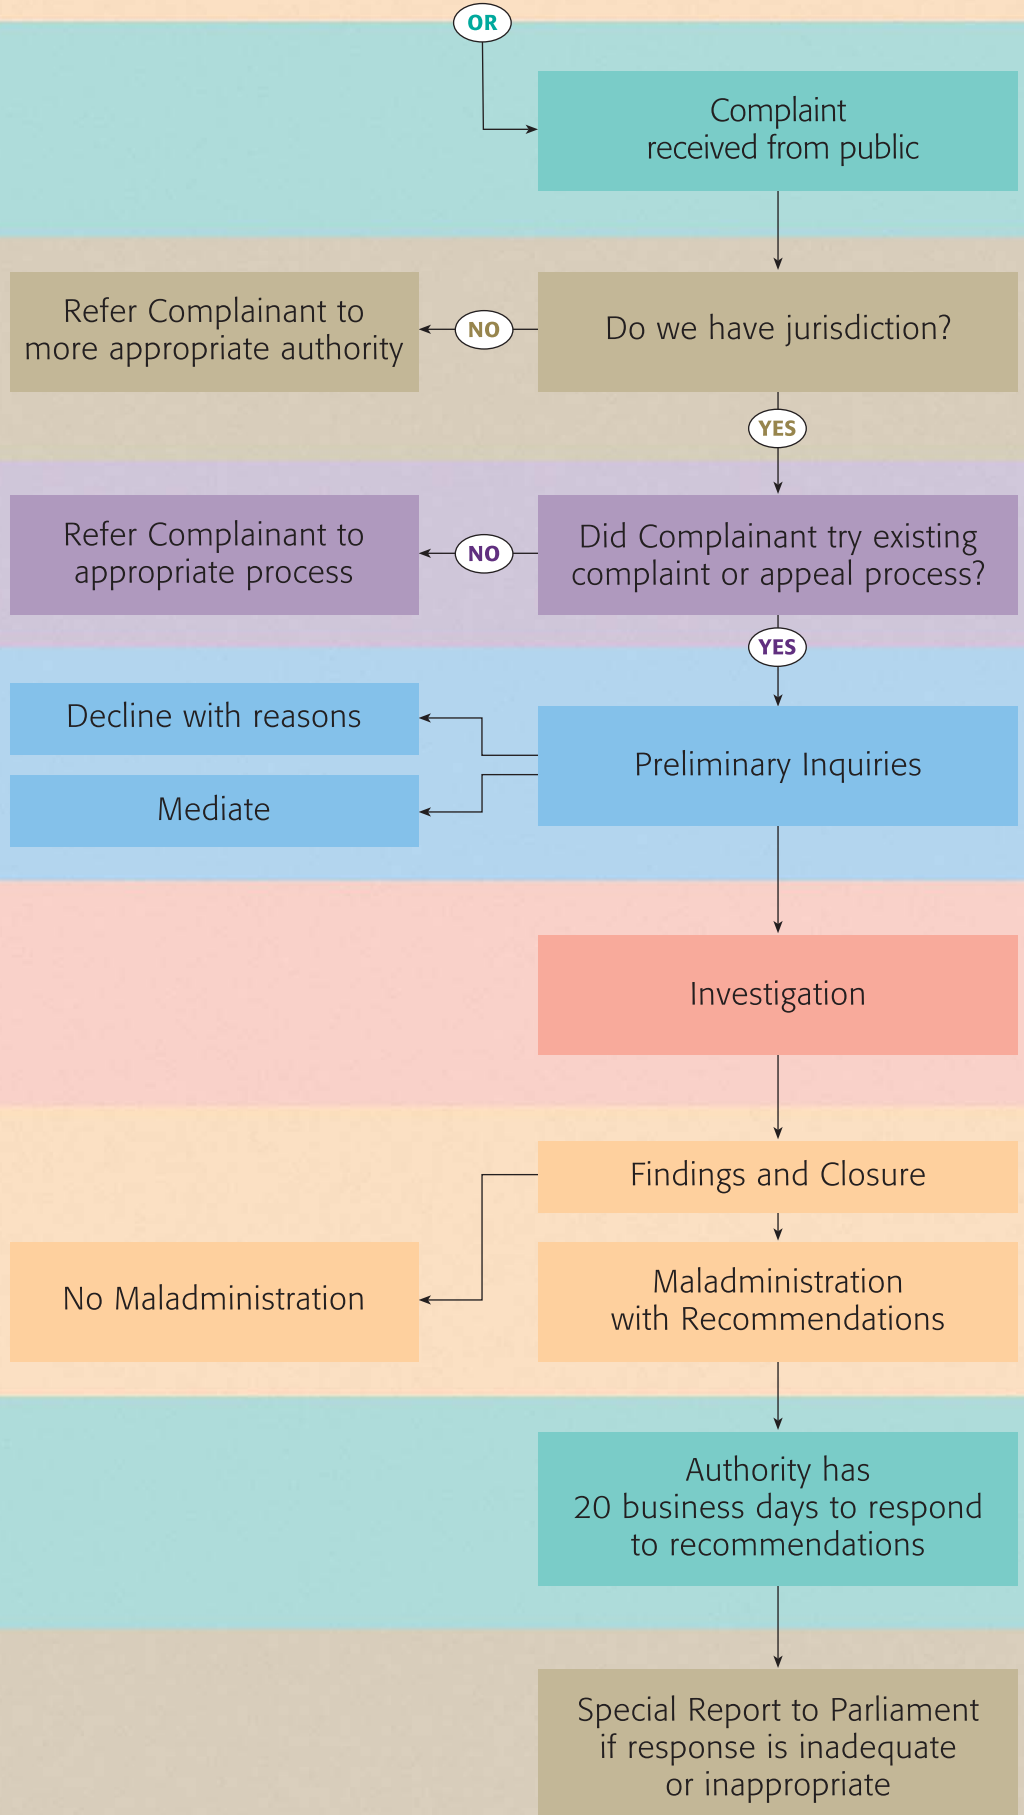 OR
Complaint
received from public
Refer Complainant to
more appropriate authority
NO
Do we have jurisdiction?
YES
Refer Complainant to
appropriate process
NO
Did Complainant try existing
complaint or appeal process?
YES
Decline with reasons
Mediate
Preliminary Inquiries
Investigation
Findings and Closure
No Maladministration
Maladministration
with Recommendations
Authority has
20 business days to respond
to recommendations
Special Report to Parliament
if response is inadequate
or inappropriate